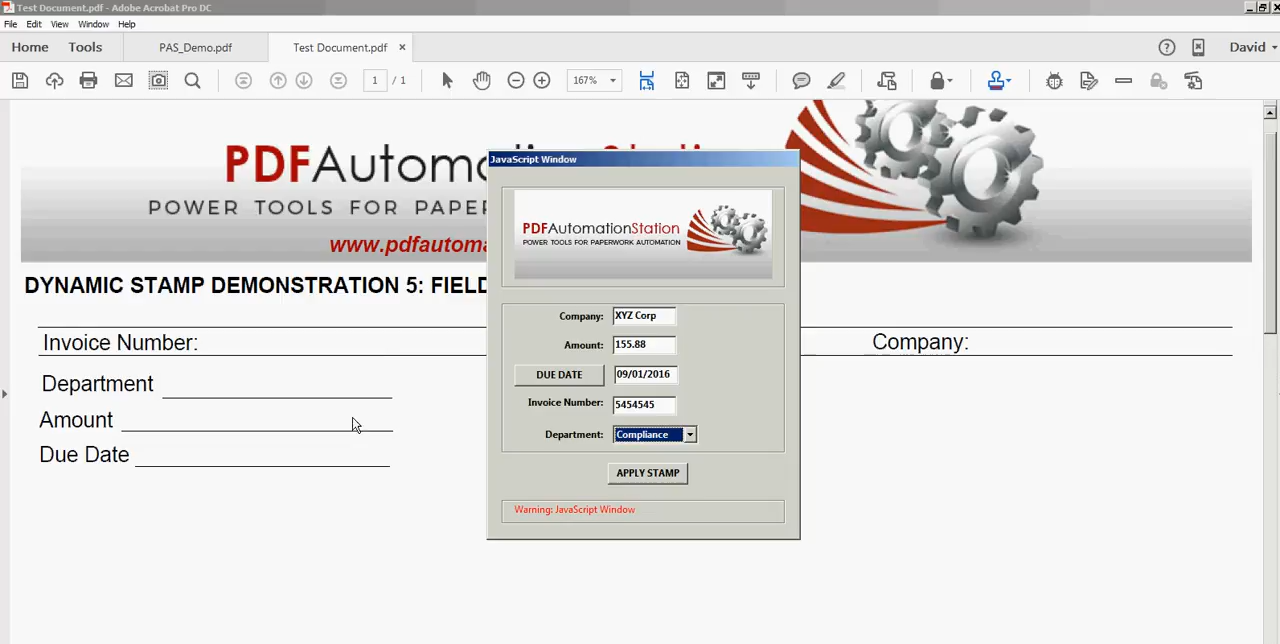 Test Document.pdf - Adobe Acrobat Pro DC
File Edit View Window Help
Home Tools PAS_Demo.pdf Test Document.pdf × David
1 / 1 167%
PDFAutomationStation
POWER TOOLS FOR PAPER
www.pdfautoma
DYNAMIC STAMP DEMONSTRATION 5: FIELD
Invoice Number: Company:
Department
Amount
Due Date
JavaScript Window
PDFAutomationStation
POWER TOOLS FOR PAPERWORK AUTOMATION
Company: XYZ Corp
Amount: 155.88
DUE DATE 09/01/2016
Invoice Number: 5454545
Department: Compliance
APPLY STAMP
Warning: JavaScript Window